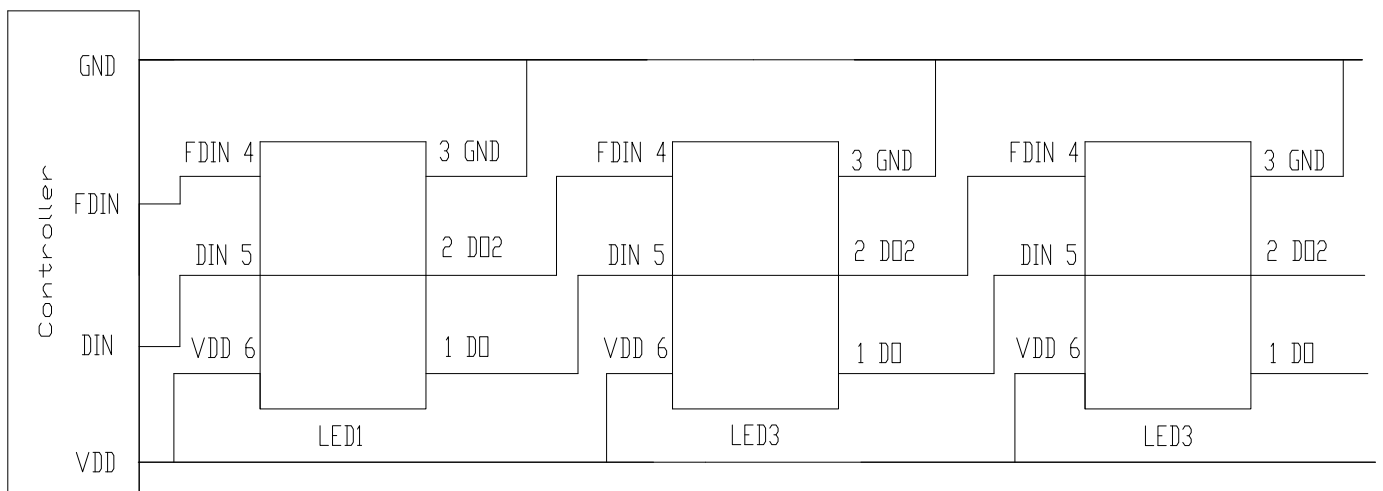 Controller
GND
FDIN
DIN
VDD
FDIN 4
DIN 5
VDD 6
3 GND
2 DO2
1 DO
LED1
FDIN 4
DIN 5
VDD 6
3 GND
2 DO2
1 DO
LED3
FDIN 4
DIN 5
VDD 6
3 GND
2 DO2
1 DO
LED3